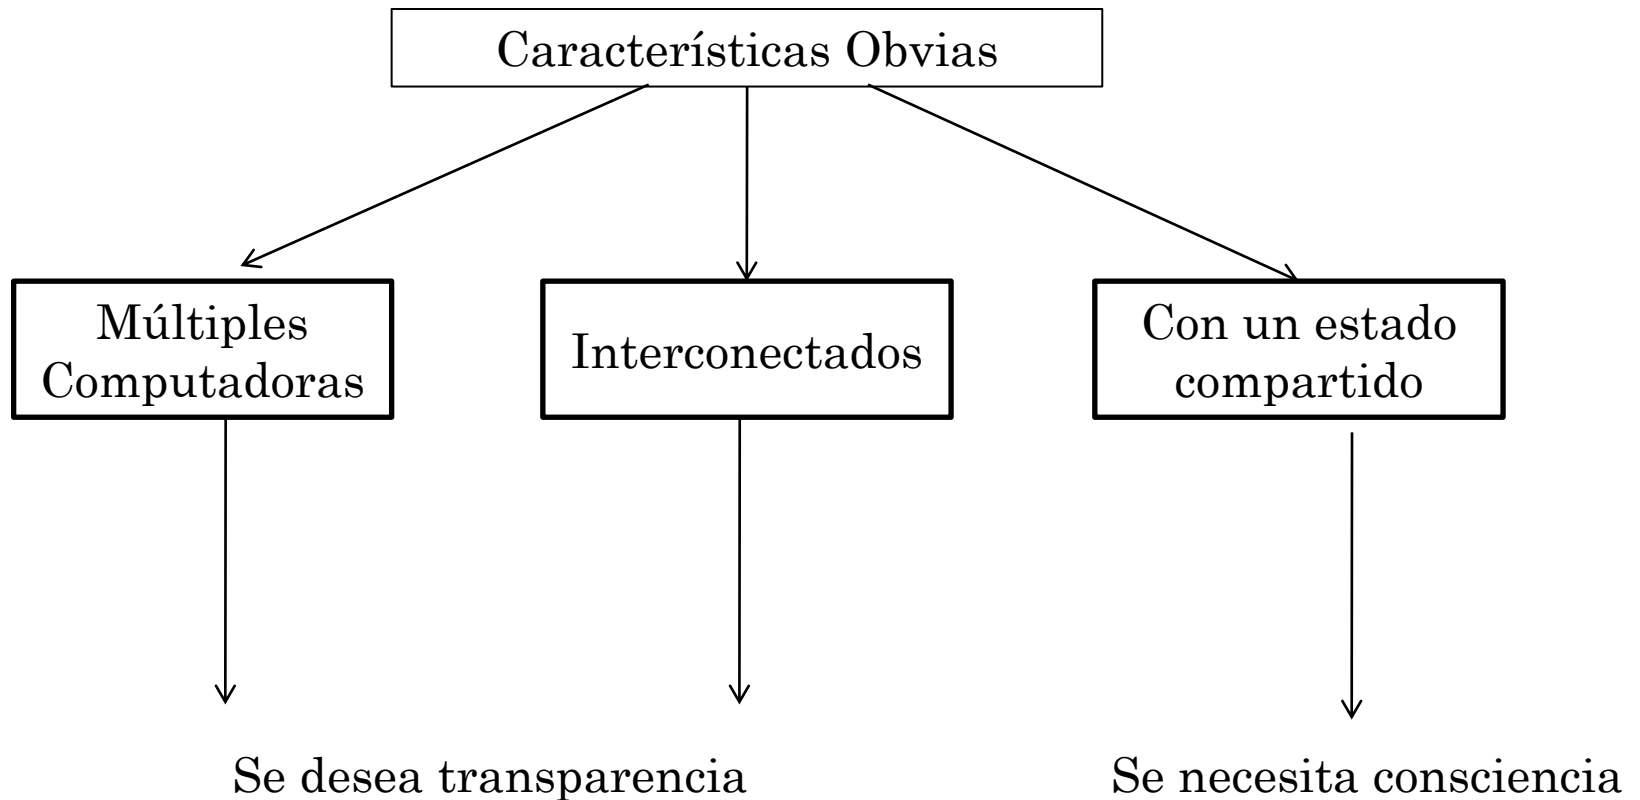 Características Obvias
Múltiples
Computadoras
Interconectados
Con un estado
compartido
Se desea transparencia
Se necesita consciencia